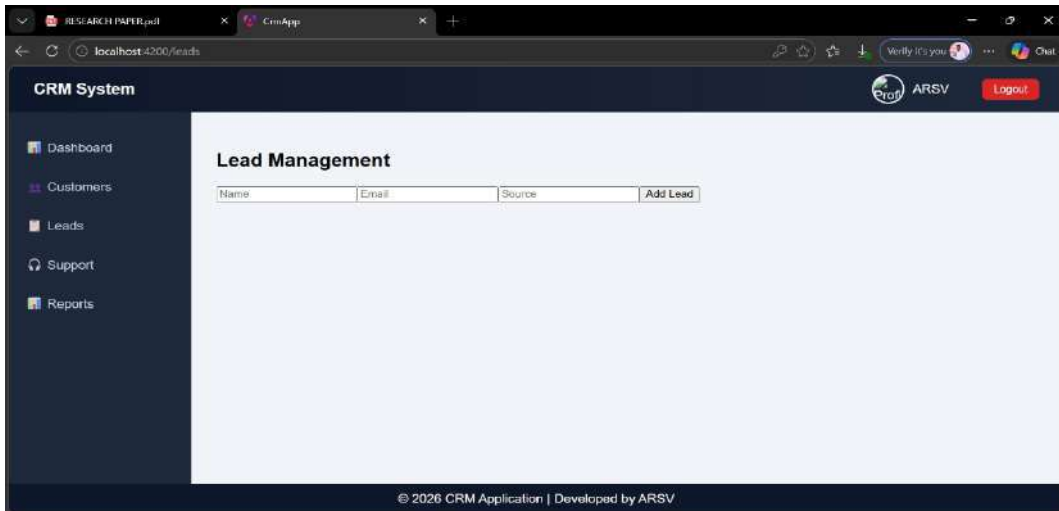 RESEARCH PAPER.pdf
CrmApp
localhost:4200/leads
Verify it's you
Chat
CRM System
Prof
ARSV
Logout
Dashboard
Customers
Leads
Support
Reports
Lead Management
Name
Email
Source
Add Lead
© 2026 CRM Application | Developed by ARSV